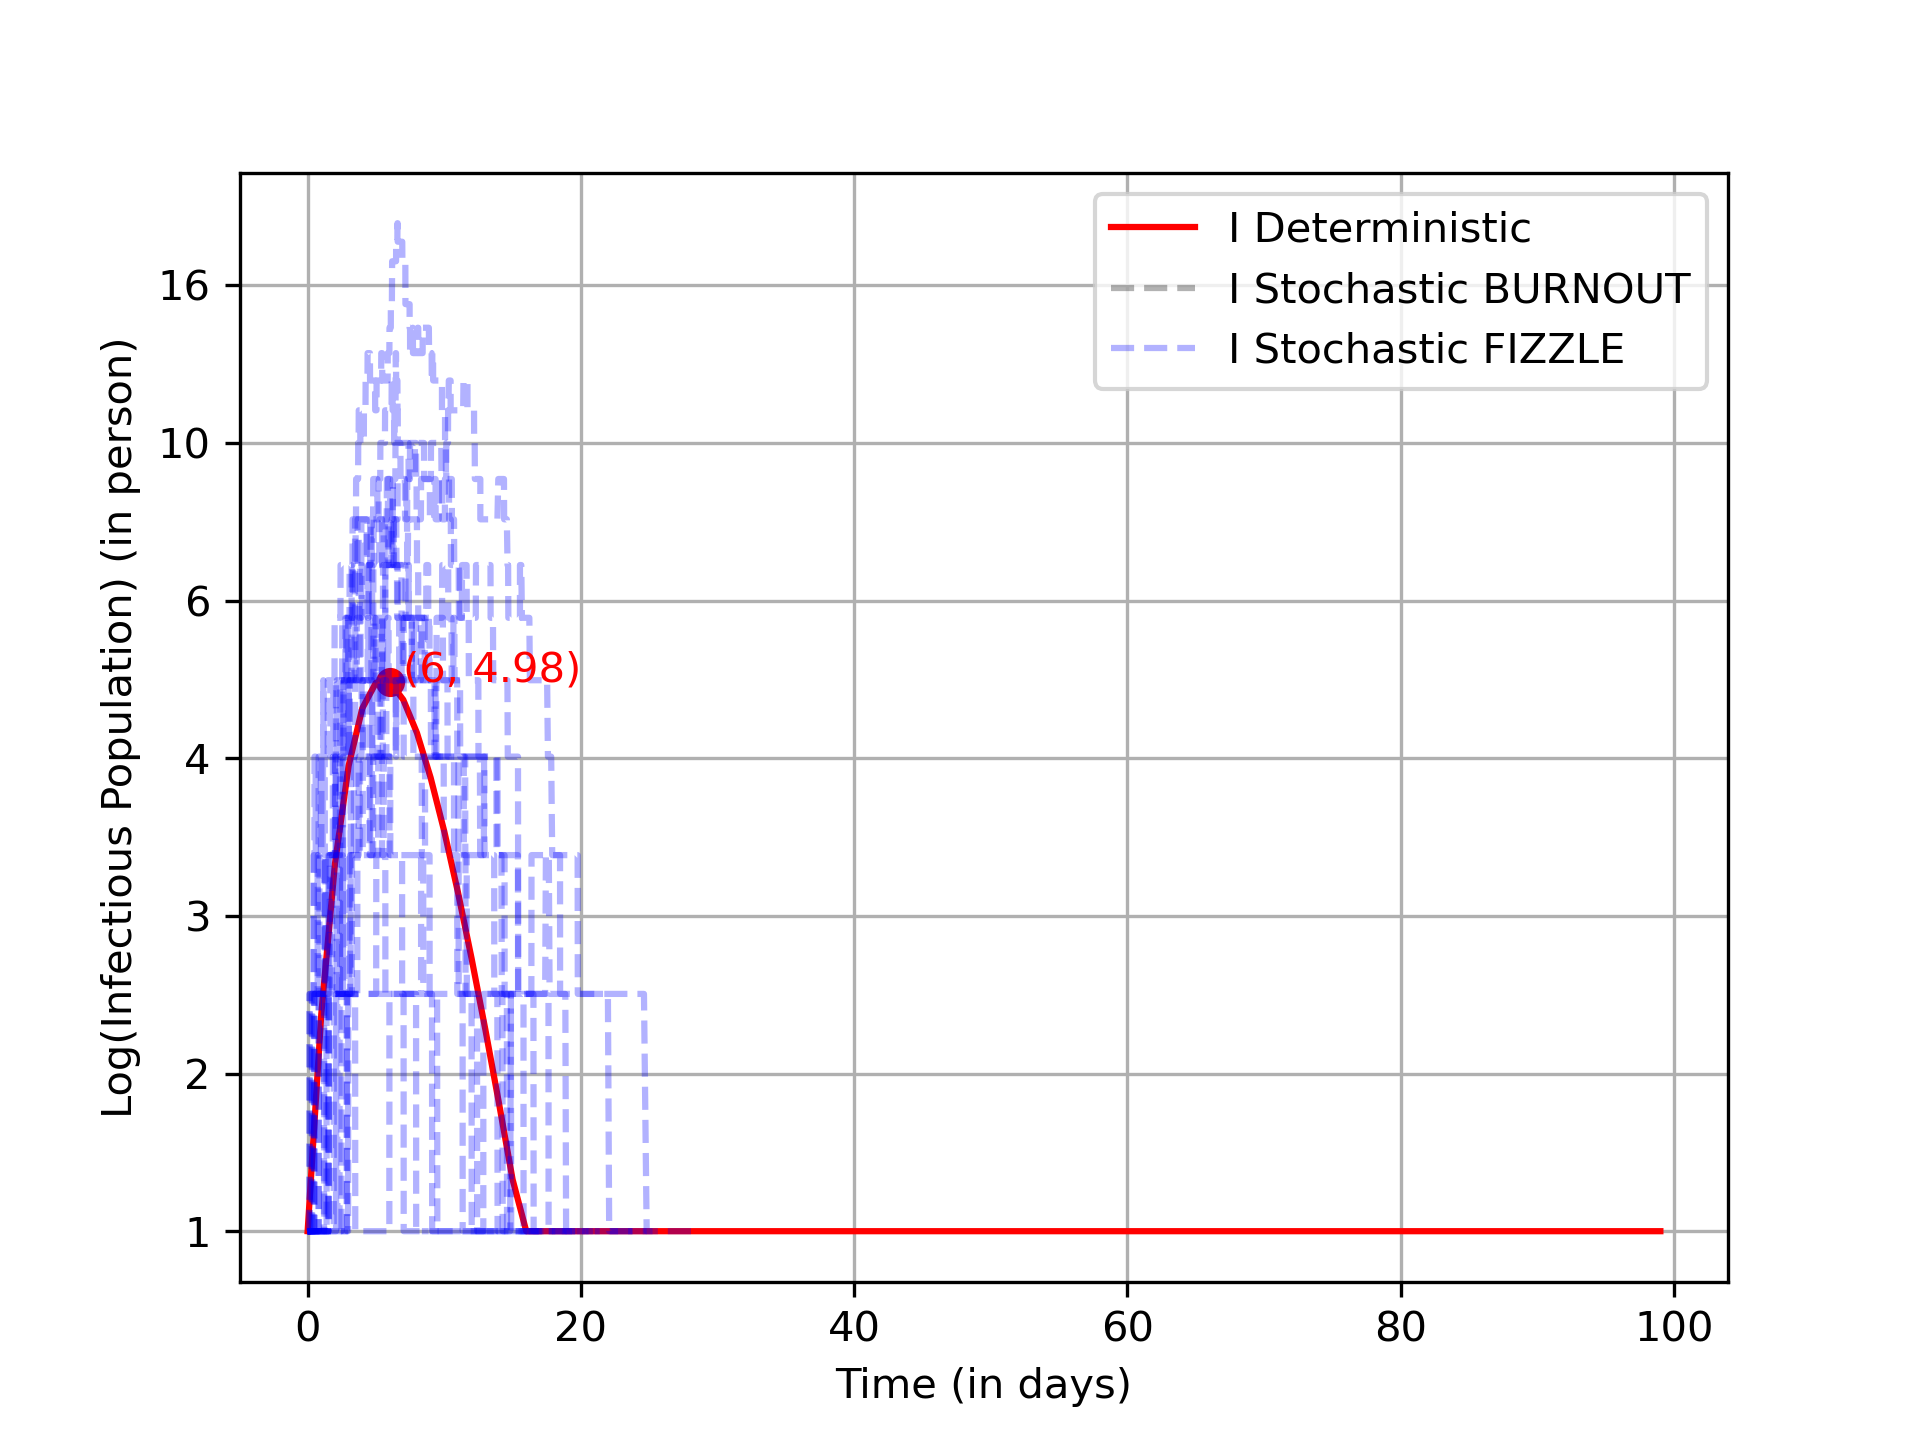 I Deterministic
I Stochastic BURNOUT
I Stochastic FIZZLE
16
10
6
4
3
2
1
(6, 4.98)
Log(Infectious Population) (in person)
0 20 40 60 80 100
Time (in days)